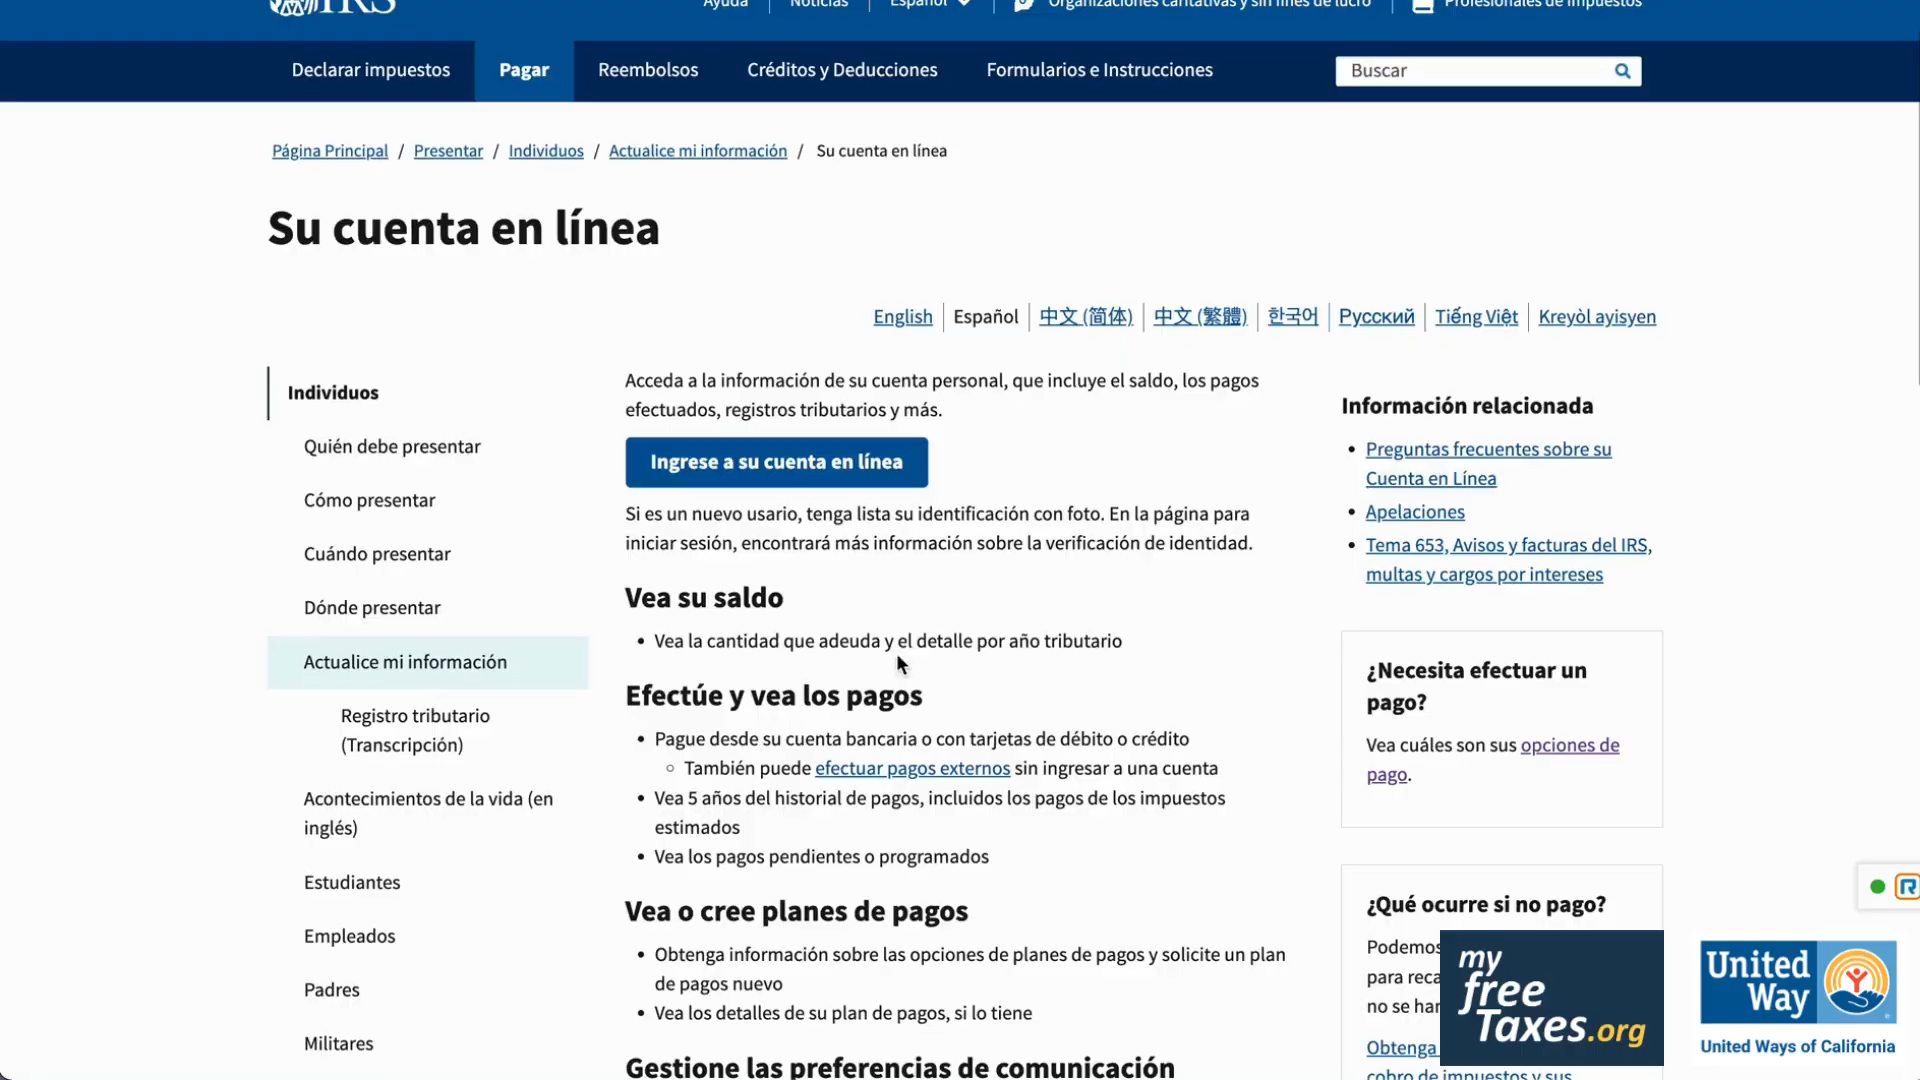 IRS
Ayuda
Noticias
Español
Organizaciones caritativas y sin fines de lucro
Profesionales de impuestos
Declarar impuestos
Pagar
Reembolsos
Créditos y Deducciones
Formularios e Instrucciones
Buscar
Página Principal / Presentar / Individuos / Actualice mi información / Su cuenta en línea
Su cuenta en línea
English
Español
中文 (简体)
中文 (繁體)
한국어
Русский
Tiếng Việt
Kreyòl ayisyen
Individuos
Quién debe presentar
Cómo presentar
Cuándo presentar
Dónde presentar
Actualice mi información
Registro tributario
(Transcripción)
Acontecimientos de la vida (en
inglés)
Estudiantes
Empleados
Padres
Militares
Acceda a la información de su cuenta personal, que incluye el saldo, los pagos
efectuados, registros tributarios y más.
Ingrese a su cuenta en línea
Si es un nuevo usario, tenga lista su identificación con foto. En la página para
iniciar sesión, encontrará más información sobre la verificación de identidad.
Vea su saldo
• Vea la cantidad que adeuda y el detalle por año tributario
Efectúe y vea los pagos
• Pague desde su cuenta bancaria o con tarjetas de débito o crédito
◦ También puede efectuar pagos externos sin ingresar a una cuenta
• Vea 5 años del historial de pagos, incluidos los pagos de los impuestos
estimados
• Vea los pagos pendientes o programados
Vea o cree planes de pagos
• Obtenga información sobre las opciones de planes de pagos y solicite un plan
de pagos nuevo
• Vea los detalles de su plan de pagos, si lo tiene
Gestione las preferencias de comunicación
Información relacionada
• Preguntas frecuentes sobre su
Cuenta en Línea
• Apelaciones
• Tema 653, Avisos y facturas del IRS,
multas y cargos por intereses
¿Necesita efectuar un
pago?
Vea cuáles son sus opciones de
pago.
¿Qué ocurre si no pago?
Podemos
para reca
no se har
Obtenga
cobro de impuestos y sus
my
free
Taxes.org
United
Way
United Ways of California